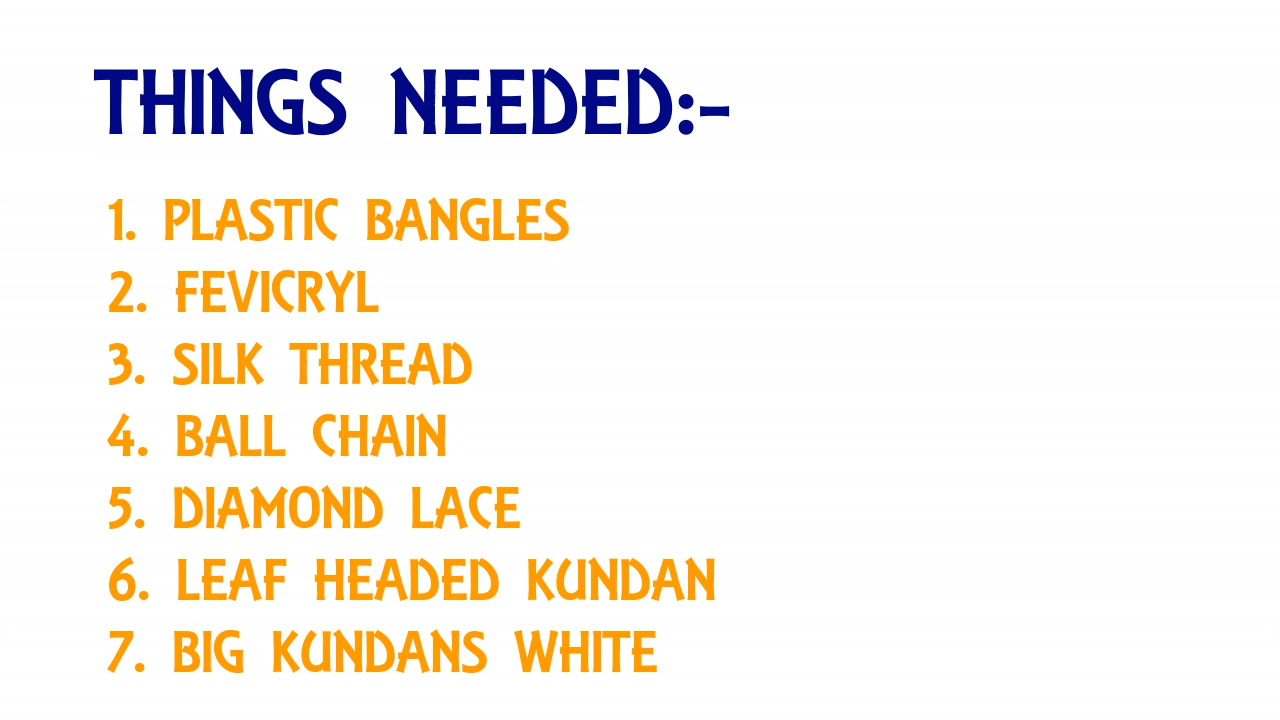 THINGS NEEDED:-
1. PLASTIC BANGLES
2. FEVICRYL
3. SILK THREAD
4. BALL CHAIN
5. DIAMOND LACE
6. LEAF HEADED KUNDAN
7. BIG KUNDANS WHITE